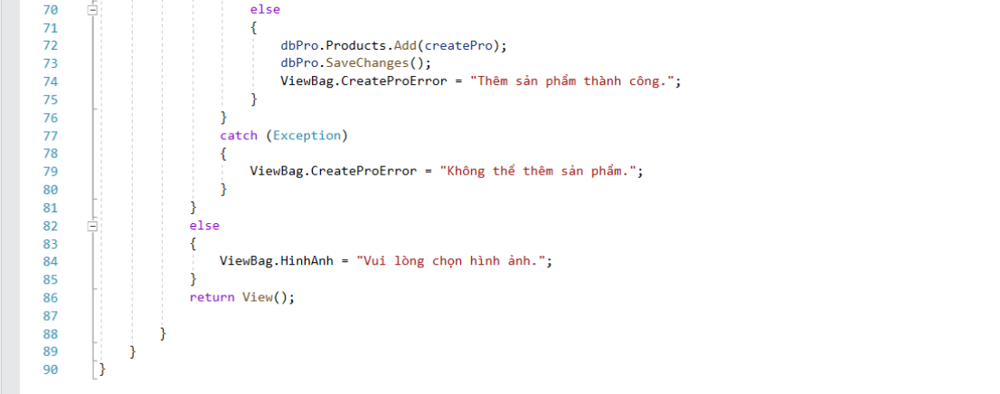 70 else
71 {
72 dbPro.Products.Add(createPro);
73 dbPro.SaveChanges();
74 ViewBag.CreateProError = "Thêm sản phẩm thành công.";
75 }
76 }
77 catch (Exception)
78 {
79 ViewBag.CreateProError = "Không thể thêm sản phẩm.";
80 }
81 }
82 else
83 {
84 ViewBag.HinhAnh = "Vui lòng chọn hình ảnh.";
85 }
86 return View();
87
88 }
89 }
90 }